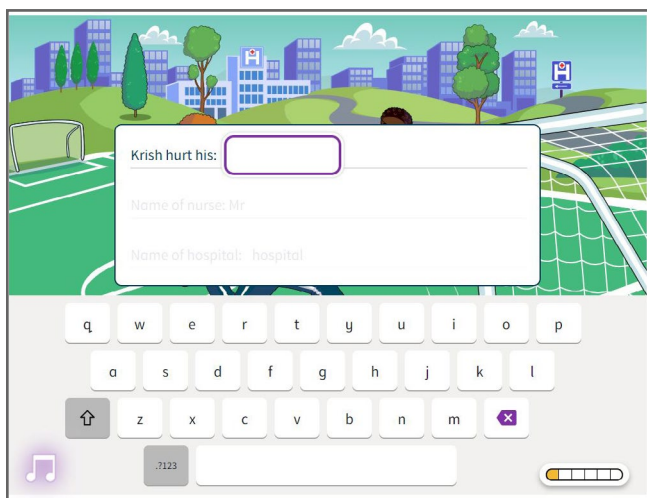 H
H
Krish hurt his:
Name of nurse: Mr
Name of hospital: hospital
q w e r t y u i o p
a s d f g h j k l
z x c v b n m
.?123